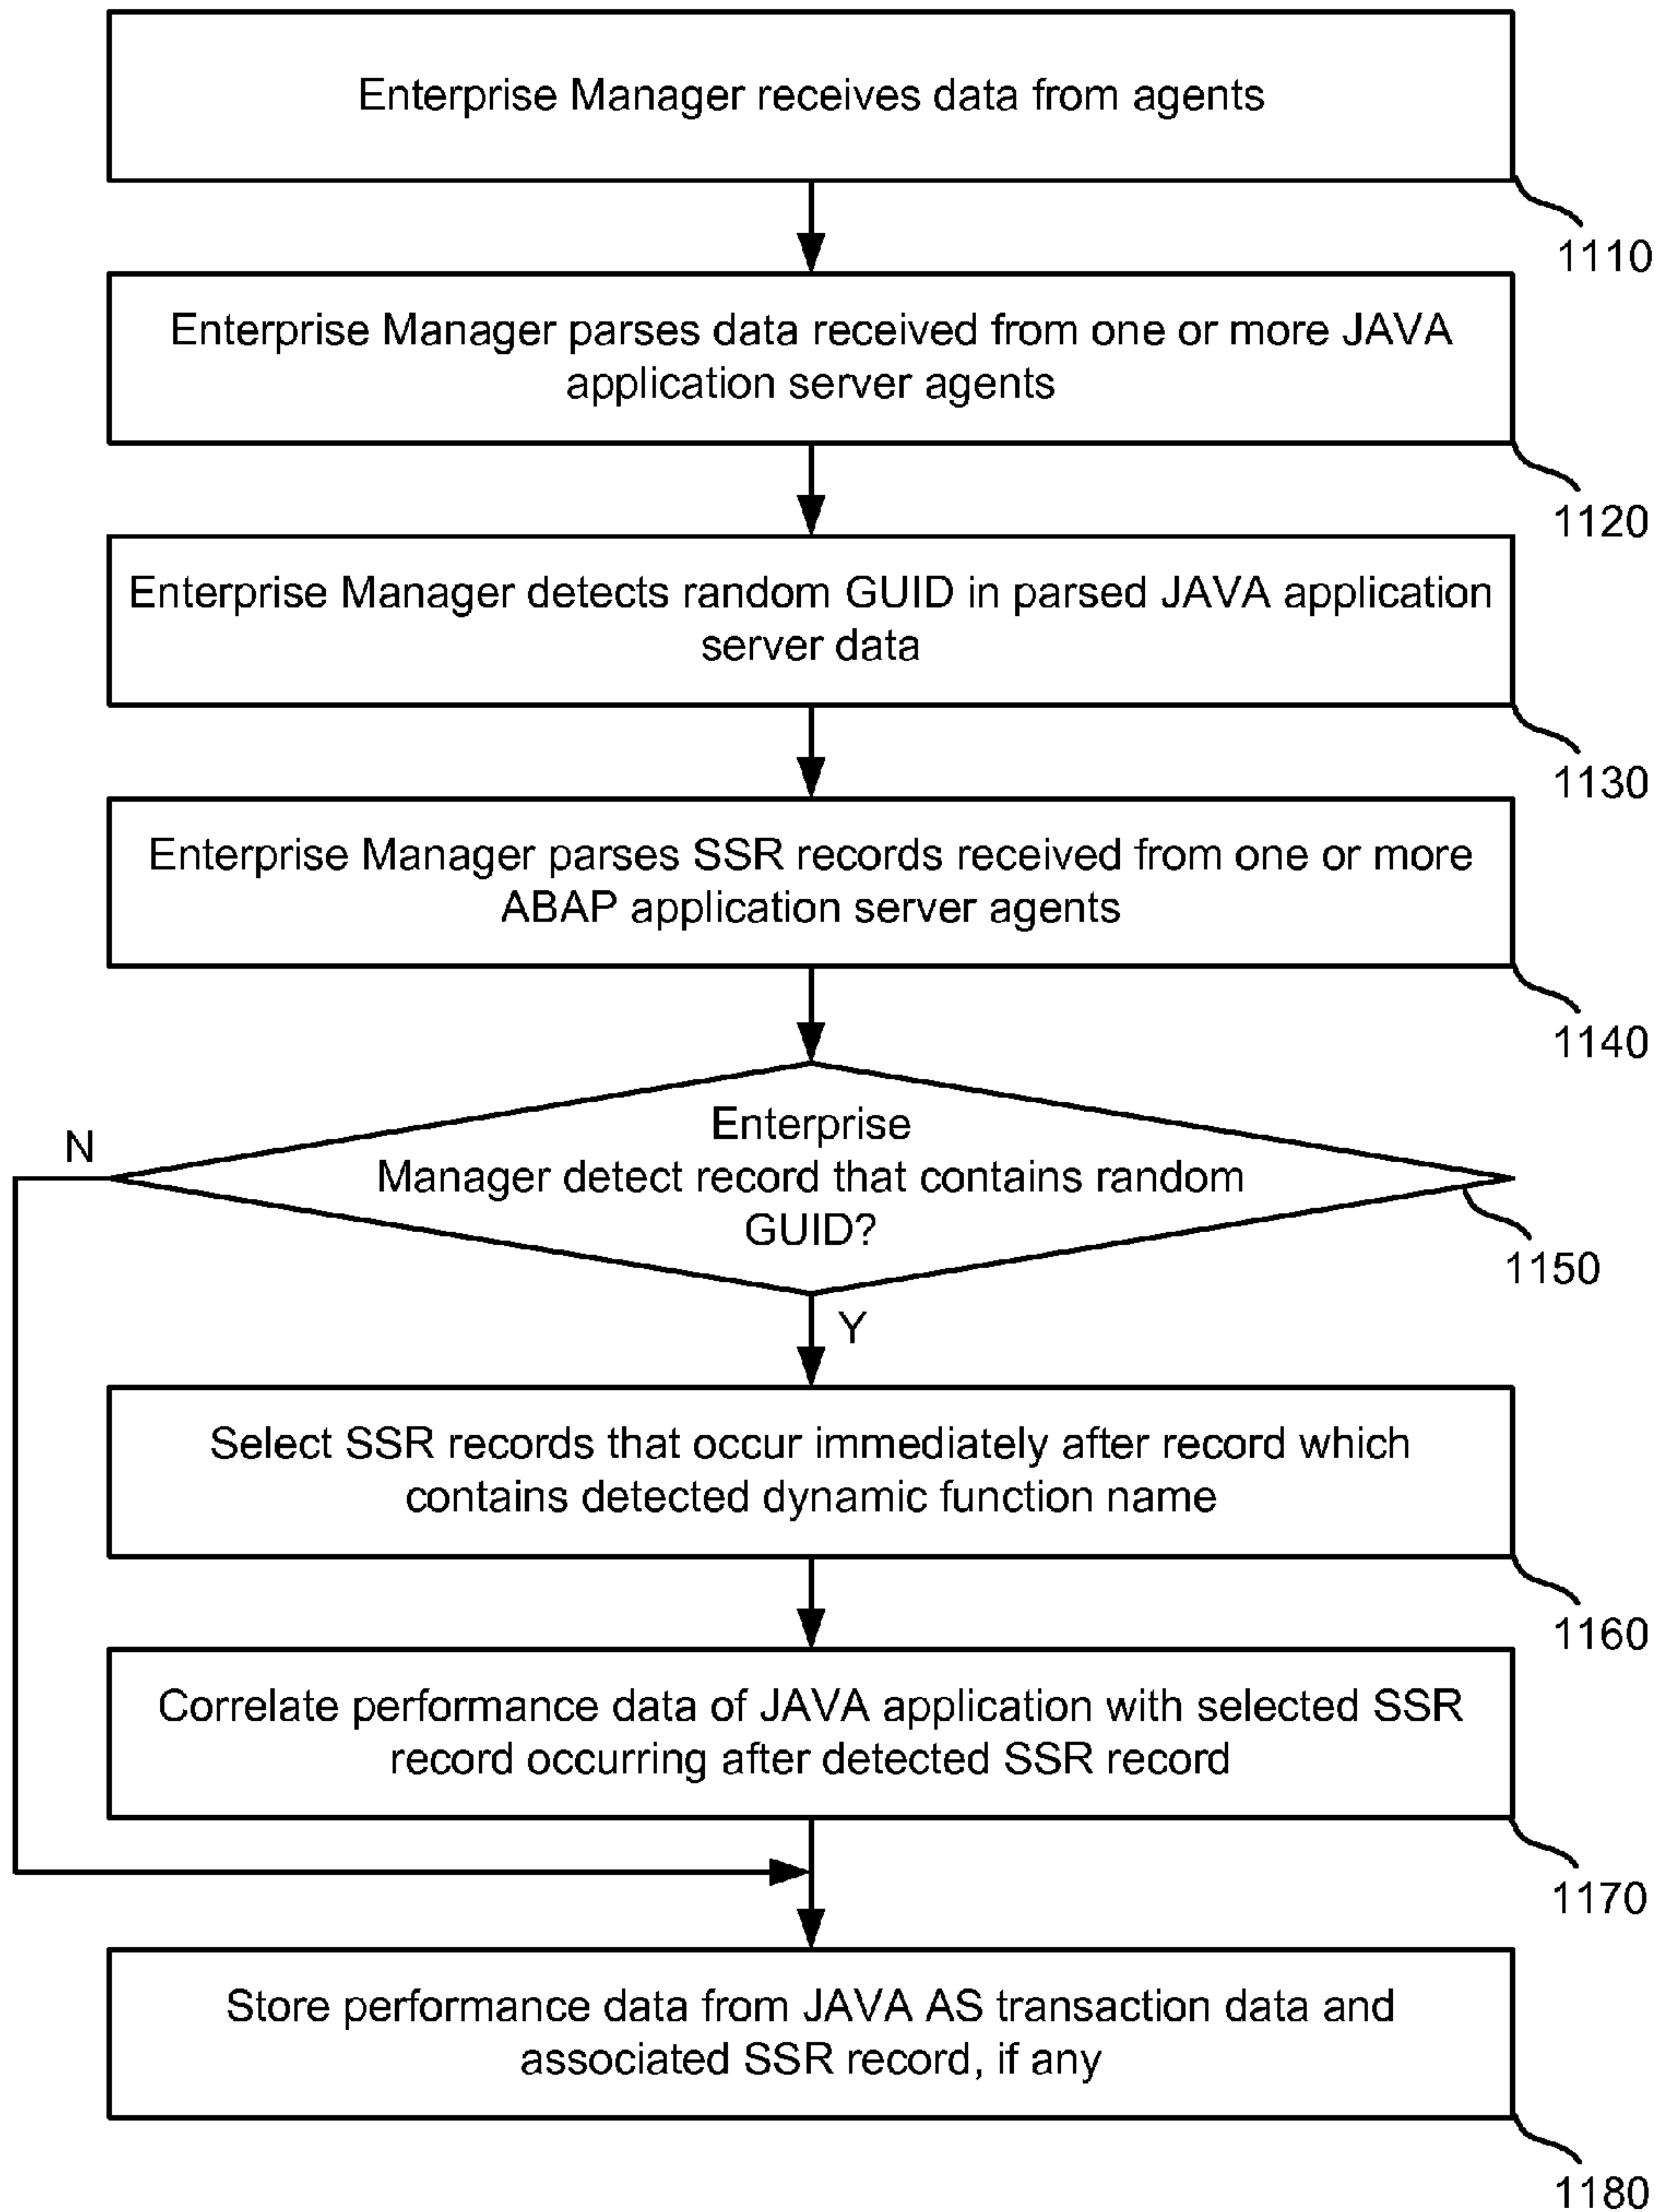 Enterprise Manager receives data from agents
1110
Enterprise Manager parses data received from one or more JAVA
application server agents
1120
Enterprise Manager detects random GUID in parsed JAVA application
server data
1130
Enterprise Manager parses SSR records received from one or more
ABAP application server agents
1140
Enterprise
Manager detect record that contains random
GUID?
N
1150
Y
Select SSR records that occur immediately after record which
contains detected dynamic function name
1160
Correlate performance data of JAVA application with selected SSR
record occurring after detected SSR record
1170
Store performance data from JAVA AS transaction data and
associated SSR record, if any
1180